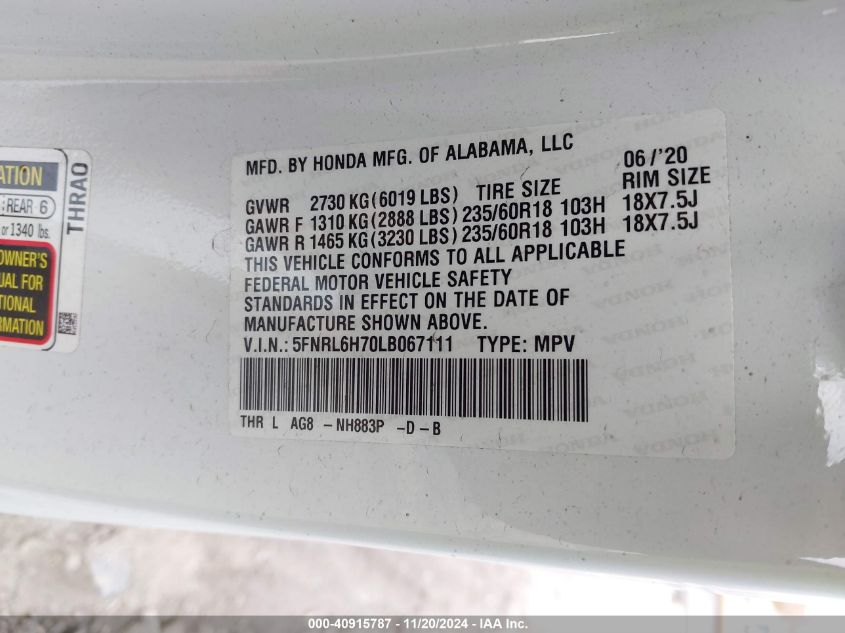 ATION
: REAR 6
or 1340 lbs.
OWNER'S
NUAL FOR
TIONAL
RMATION
THRAO
MFD. BY HONDA MFG. OF ALABAMA, LLC 06/'20
GVWR 2730 KG(6019 LBS) TIRE SIZE RIM SIZE
GAWR F 1310 KG(2888 LBS) 235/60R18 103H 18X7.5J
GAWR R 1465 KG(3230 LBS) 235/60R18 103H 18X7.5J
THIS VEHICLE CONFORMS TO ALL APPLICABLE
FEDERAL MOTOR VEHICLE SAFETY
STANDARDS IN EFFECT ON THE DATE OF
MANUFACTURE SHOWN ABOVE.
V.I.N.: 5FNRL6H70LB067111 TYPE: MPV
THR L AG8 -NH883P -D-B
HONDA
000-40915787 - 11/20/2024 - IAA Inc.